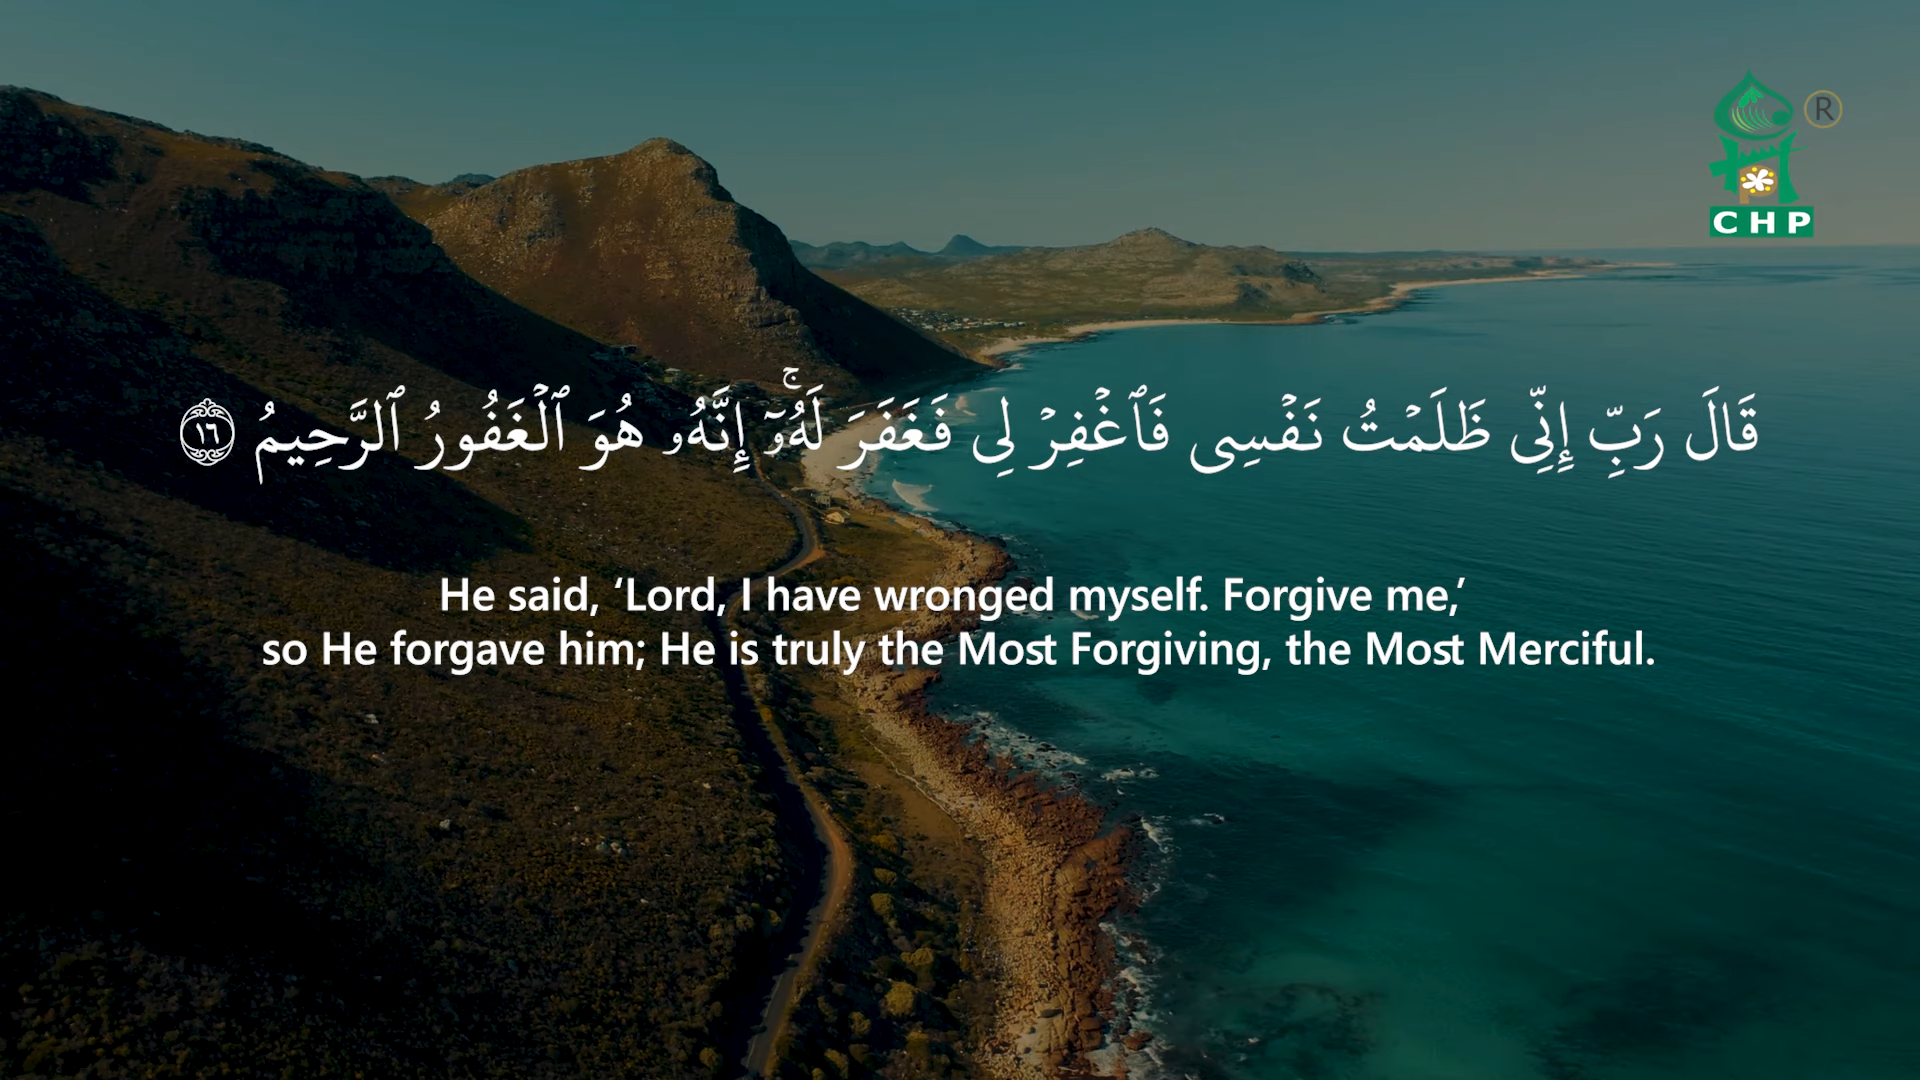 ®
CHP
قَالَ رَبِّ إِنِّى ظَلَمْتُ نَفْسِى فَٱغْفِرْ لِى فَغَفَرَ لَهُۥٓ ۚ إِنَّهُۥ هُوَ ٱلْغَفُورُ ٱلرَّحِيمُ ١٦
He said, ‘Lord, I have wronged myself. Forgive me,’
so He forgave him; He is truly the Most Forgiving, the Most Merciful.